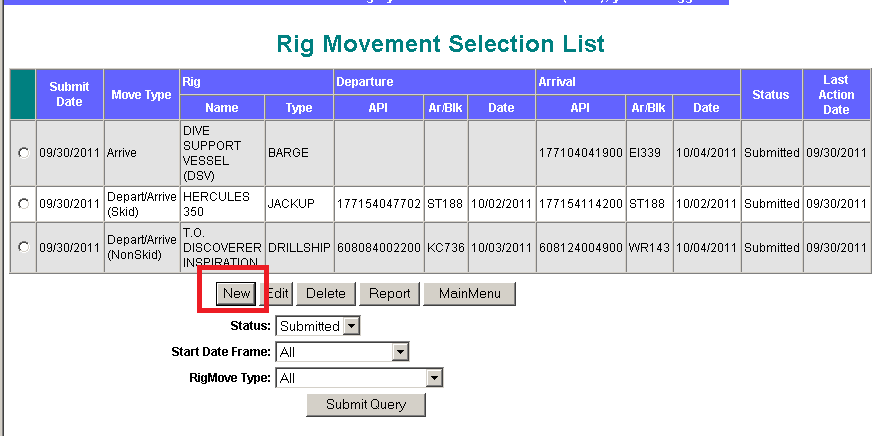 Rig Movement Selection List
Submit Date Move Type Rig Departure Arrival Status Last Action Date
Name Type API Ar/Blk Date API Ar/Blk Date
09/30/2011 Arrive DIVE SUPPORT VESSEL (DSV) BARGE 177104041900 EI339 10/04/2011 Submitted 09/30/2011
09/30/2011 Depart/Arrive (Skid) HERCULES 350 JACKUP 177154047702 ST188 10/02/2011 177154114200 ST188 10/02/2011 Submitted 09/30/2011
09/30/2011 Depart/Arrive (NonSkid) T.O. DISCOVERER INSPIRATION DRILLSHIP 608084002200 KC736 10/03/2011 608124004900 WR143 10/04/2011 Submitted 09/30/2011
New Edit Delete Report MainMenu
Status: Submitted
Start Date Frame: All
RigMove Type: All
Submit Query